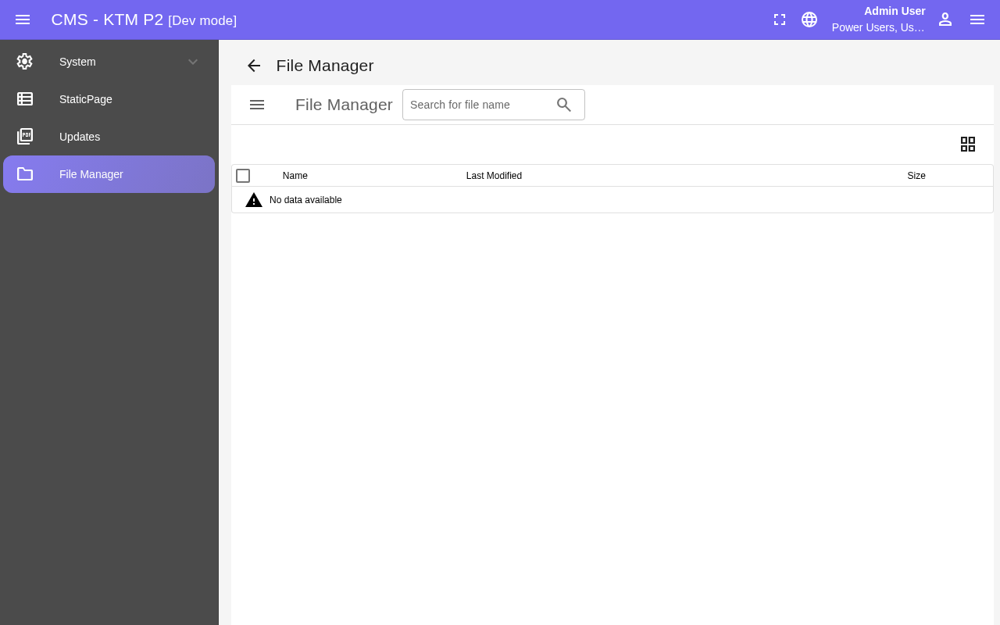 CMS - KTM P2 [Dev mode]
Admin User
Power Users, Us…
System
StaticPage
Updates
File Manager
File Manager
File Manager
Search for file name
Name
Last Modified
Size
No data available
PDF